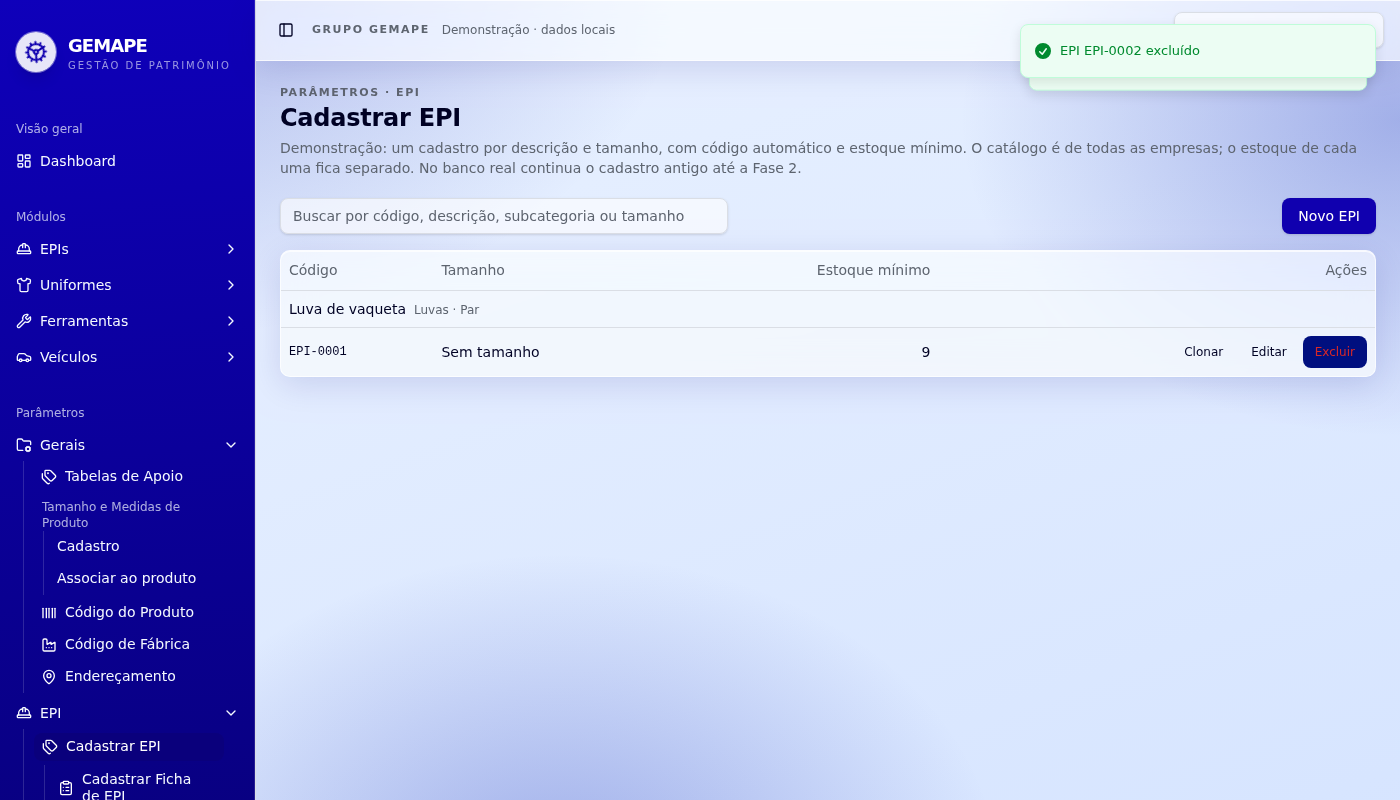 GEMAPE
GESTÃO DE PATRIMÔNIO
Visão geral
Dashboard
Módulos
EPIs
Uniformes
Ferramentas
Veículos
Parâmetros
Gerais
Tabelas de Apoio
Tamanho e Medidas de
Produto
Cadastro
Associar ao produto
Código do Produto
Código de Fábrica
Endereçamento
EPI
Cadastrar EPI
Cadastrar Ficha
de EPI
GRUPO GEMAPE Demonstração · dados locais
EPI EPI-0002 excluído
PARÂMETROS · EPI
Cadastrar EPI
Demonstração: um cadastro por descrição e tamanho, com código automático e estoque mínimo. O catálogo é de todas as empresas; o estoque de cada
uma fica separado. No banco real continua o cadastro antigo até a Fase 2.
Buscar por código, descrição, subcategoria ou tamanho
Novo EPI
Código Tamanho Estoque mínimo Ações
Luva de vaqueta Luvas · Par
EPI-0001 Sem tamanho 9 Clonar Editar Excluir